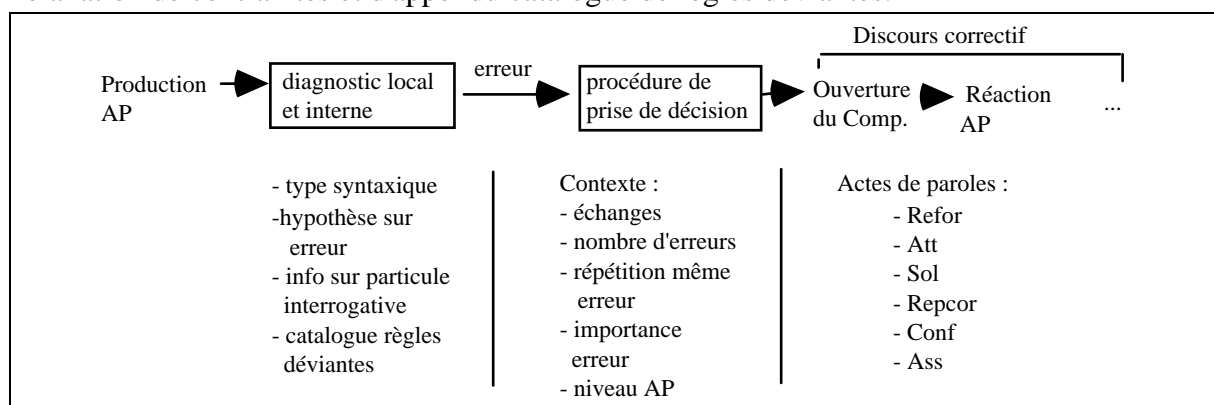 Discours correctif
Production
AP
diagnostic local
et interne
erreur
procédure de
prise de décision
Ouverture
du Comp.
Réaction
AP
...
- type syntaxique
-hypothèse sur
erreur
- info sur particule
interrogative
- catalogue règles
déviantes
Contexte :
- échanges
- nombre d'erreurs
- répétition même
erreur
- importance
erreur
- niveau AP
Actes de paroles :
- Refor
- Att
- Sol
- Repcor
- Conf
- Ass